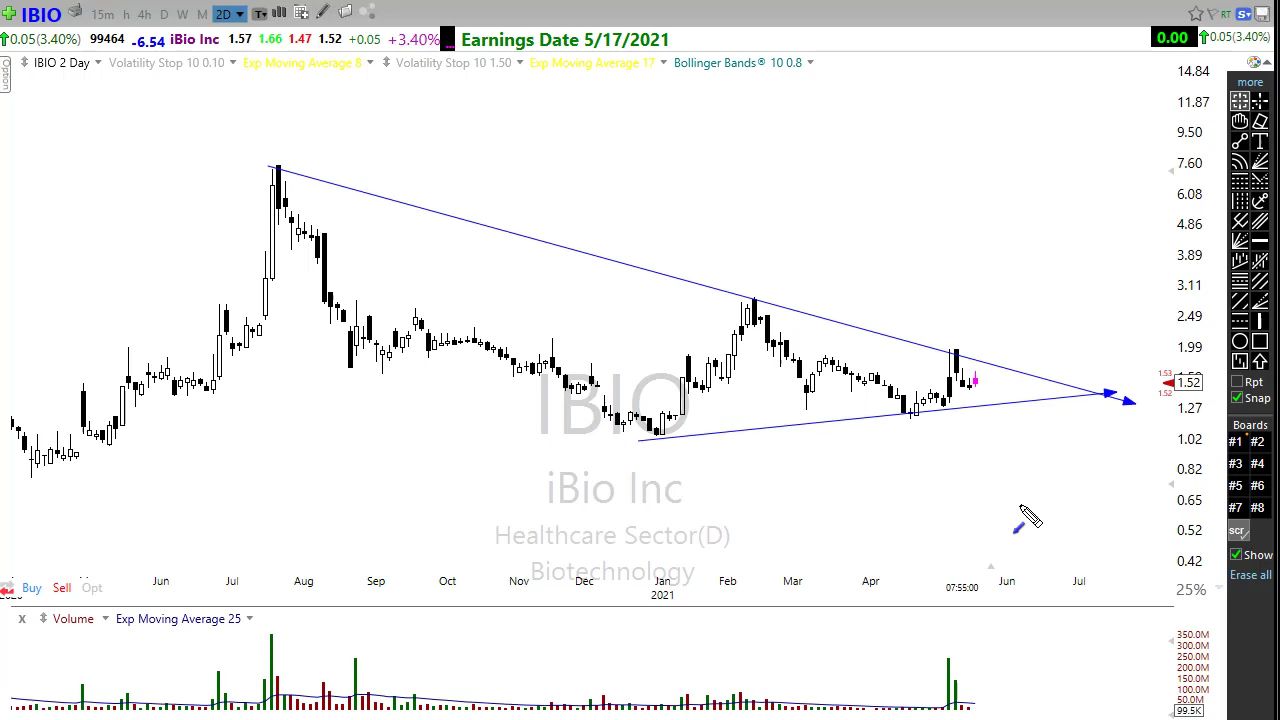 IBIO 15m h 4h D W M 2D T RT S
0.05(3.40%) 99464 -6.54 iBio Inc 1.57 1.66 1.47 1.52 +0.05 +3.40% ... Earnings Date 5/17/2021 0.00 0.05(3.40%)
Option
IBIO 2 Day Volatility Stop 10 0.10 Exp Moving Average 8 Volatility Stop 10 1.50 Exp Moving Average 17 Bollinger Bands® 10 0.8
more
14.84
11.87
9.50
7.60
6.08
4.86
3.89
3.11
2.49
1.99
1.53
1.52
1.52
1.27
1.02
0.82
0.65
0.52
0.42
IBIO
iBio Inc
Healthcare Sector(D)
Biotechnology
T
Rpt
Snap
Boards
#1 #2
#3 #4
#5 #6
#7 #8
scr
Show
Erase all
Buy Sell Opt
Jun Jul Aug Sep Oct Nov Dec Jan Feb Mar Apr Jun Jul
2021 07:55:00
25%
X Volume Exp Moving Average 25
350.0M
300.0M
250.0M
200.0M
150.0M
100.0M
50.0M
99.5K